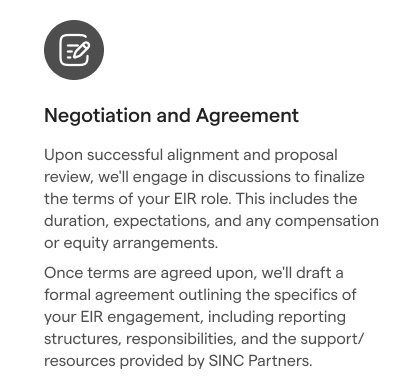 Negotiation and Agreement
Upon successful alignment and proposal
review, we'll engage in discussions to finalize
the terms of your EIR role. This includes the
duration, expectations, and any compensation
or equity arrangements.
Once terms are agreed upon, we'll draft a
formal agreement outlining the specifics of
your EIR engagement, including reporting
structures, responsibilities, and the support/
resources provided by SINC Partners.